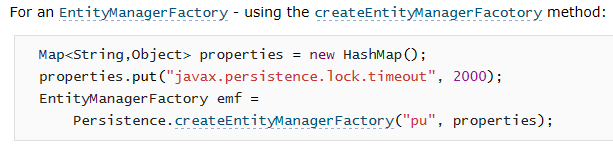 For an EntityManagerFactory - using the createEntityManagerFacotory method:
Map<String,Object> properties = new HashMap();
properties.put("javax.persistence.lock.timeout", 2000);
EntityManagerFactory emf =
Persistence.createEntityManagerFactory("pu", properties);